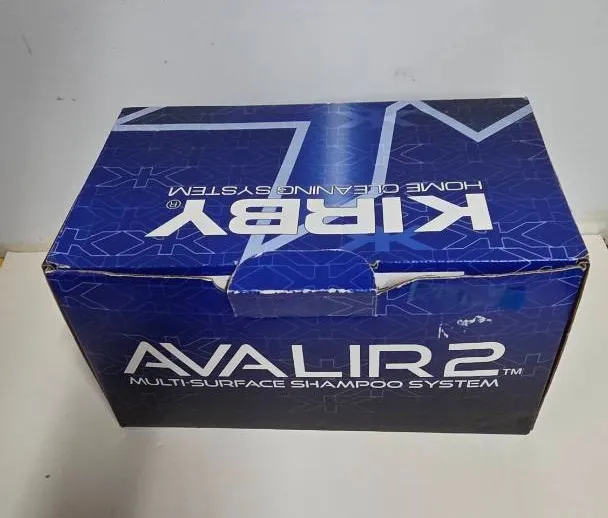 KIRBY®
HOME CLEANING SYSTEM
AVALIR 2™
MULTI-SURFACE SHAMPOO SYSTEM